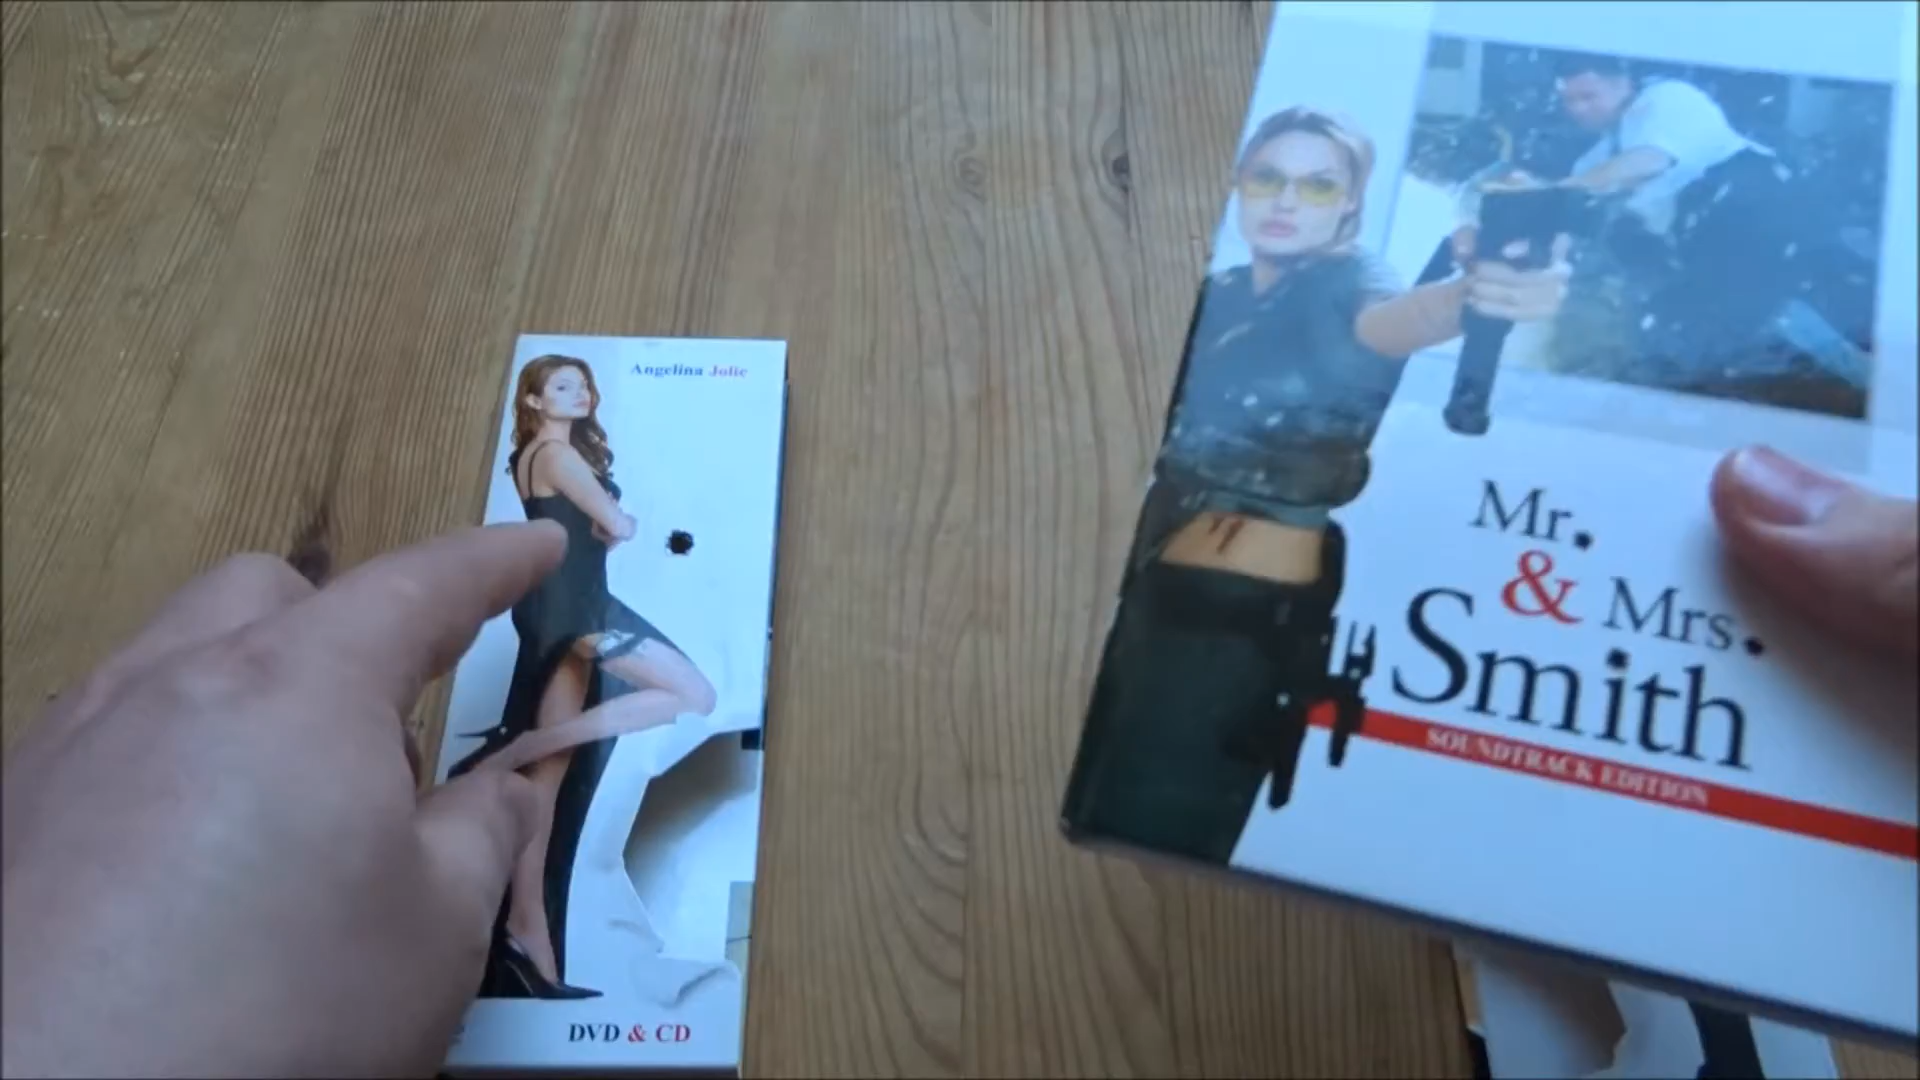 Angelina Jolie
DVD & CD
Mr.
& Mrs.
Smith
SOUNDTRACK EDITION